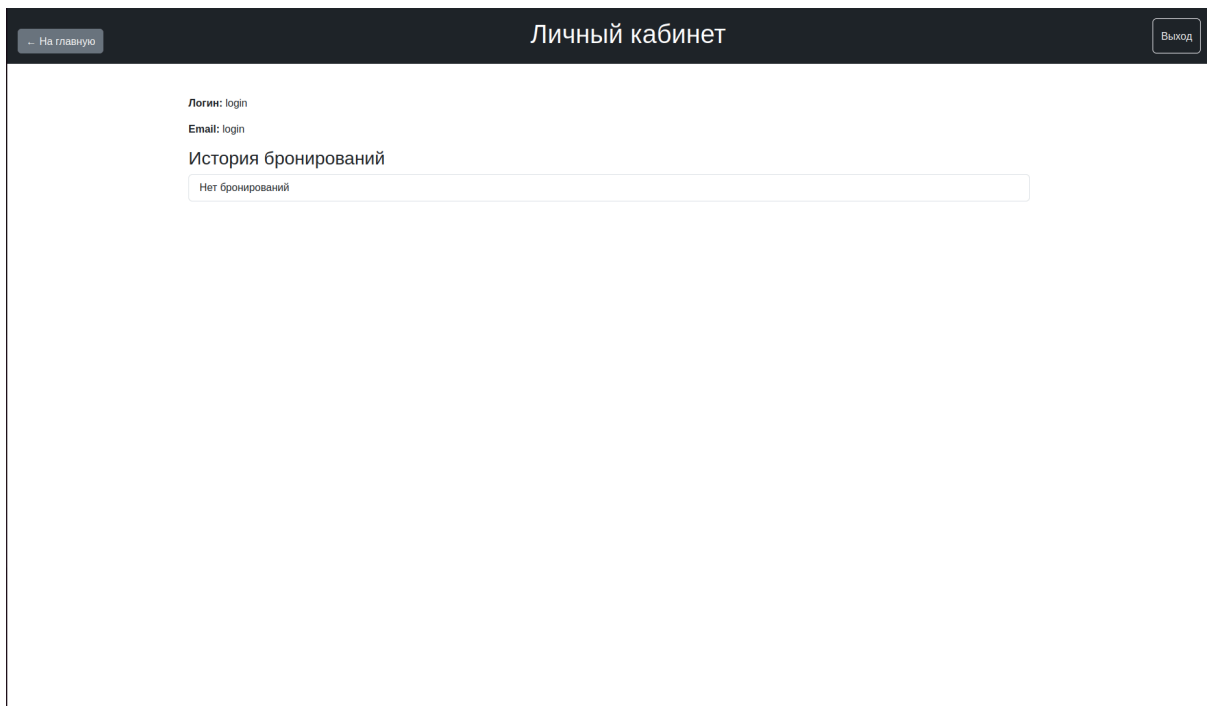 ← На главную
Личный кабинет
Выход
Логин: login
Email: login
История бронирований
Нет бронирований